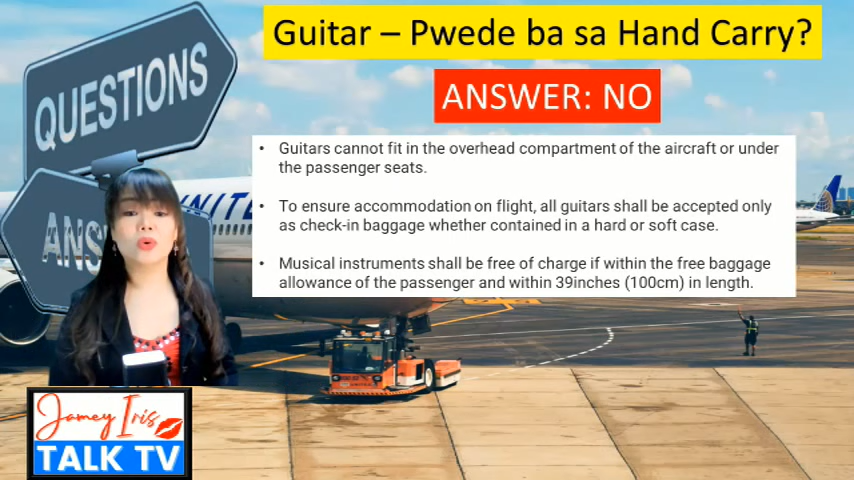 Guitar – Pwede ba sa Hand Carry?
ANSWER: NO
QUESTIONS
• Guitars cannot fit in the overhead compartment of the aircraft or under
the passenger seats.
• To ensure accommodation on flight, all guitars shall be accepted only
as check-in baggage whether contained in a hard or soft case.
• Musical instruments shall be free of charge if within the free baggage
allowance of the passenger and within 39inches (100cm) in length.
ANS
UNITE
Jamey Iris
TALK TV